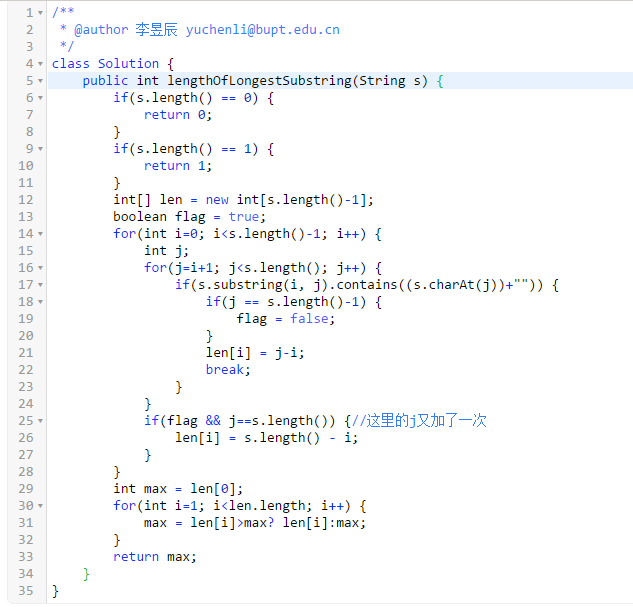 1 /**
2  * @author 李昱辰 yuchenli@bupt.edu.cn
3  */
4 class Solution {
5     public int lengthOfLongestSubstring(String s) {
6         if(s.length() == 0) {
7             return 0;
8         }
9         if(s.length() == 1) {
10             return 1;
11         }
12         int[] len = new int[s.length()-1];
13         boolean flag = true;
14         for(int i=0; i<s.length()-1; i++) {
15             int j;
16             for(j=i+1; j<s.length(); j++) {
17                 if(s.substring(i, j).contains((s.charAt(j))+"")) {
18                     if(j == s.length()-1) {
19                         flag = false;
20                     }
21                     len[i] = j-i;
22                     break;
23                 }
24             }
25             if(flag && j==s.length()) {//这里的j又加了一次
26                 len[i] = s.length() - i;
27             }
28         }
29         int max = len[0];
30         for(int i=1; i<len.length; i++) {
31             max = len[i]>max? len[i]:max;
32         }
33         return max;
34     }
35 }